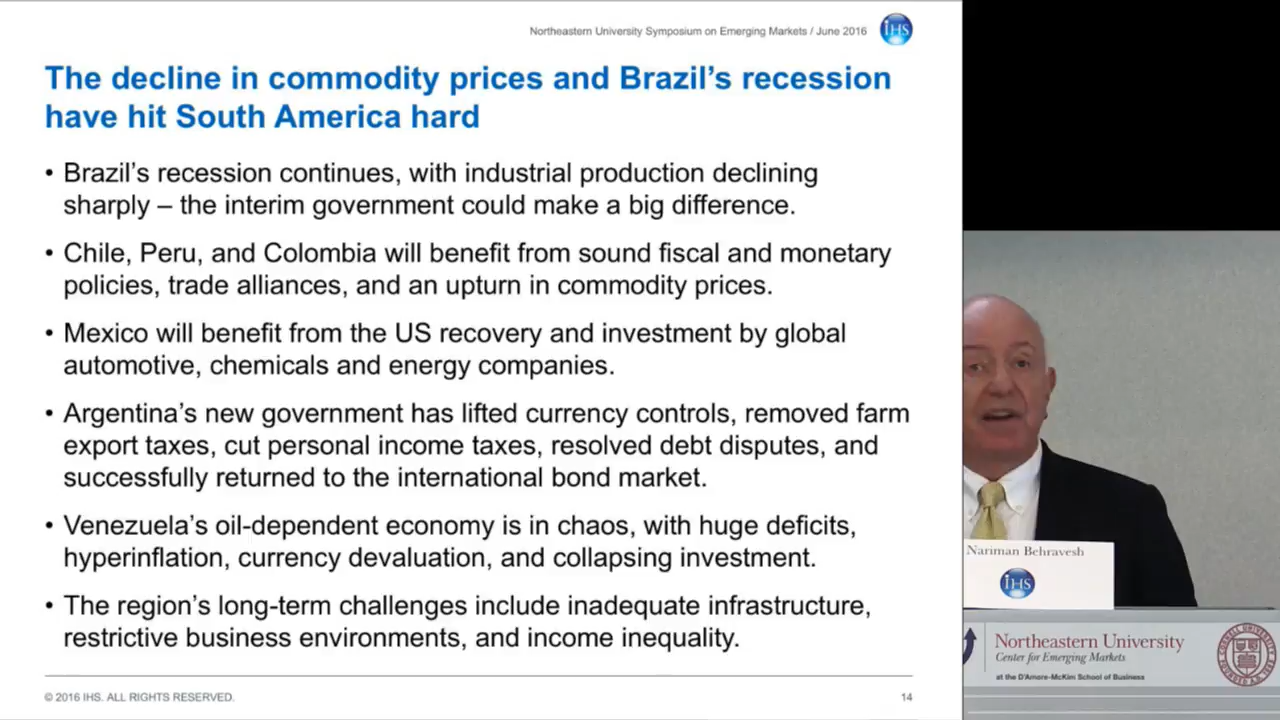 Northeastern University Symposium on Emerging Markets / June 2016
IHS
The decline in commodity prices and Brazil's recession
have hit South America hard
• Brazil's recession continues, with industrial production declining
sharply – the interim government could make a big difference.
• Chile, Peru, and Colombia will benefit from sound fiscal and monetary
policies, trade alliances, and an upturn in commodity prices.
• Mexico will benefit from the US recovery and investment by global
automotive, chemicals and energy companies.
• Argentina's new government has lifted currency controls, removed farm
export taxes, cut personal income taxes, resolved debt disputes, and
successfully returned to the international bond market.
• Venezuela's oil-dependent economy is in chaos, with huge deficits,
hyperinflation, currency devaluation, and collapsing investment.
• The region's long-term challenges include inadequate infrastructure,
restrictive business environments, and income inequality.
© 2016 IHS. ALL RIGHTS RESERVED.
14
Nariman Behravesh
IHS
Northeastern University
Center for Emerging Markets
at the D'Amore-McKim School of Business